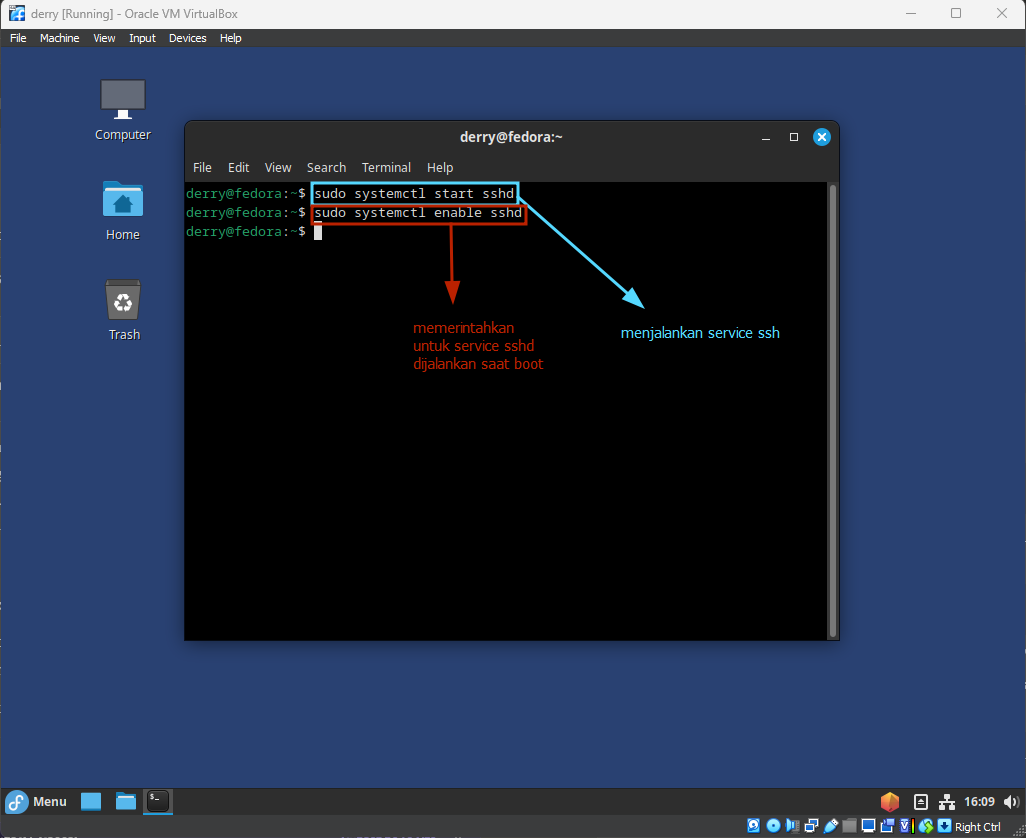 derry [Running] - Oracle VM VirtualBox
File Machine View Input Devices Help
Computer
Home
Trash
derry@fedora:~
File Edit View Search Terminal Help
derry@fedora:~$ sudo systemctl start sshd
derry@fedora:~$ sudo systemctl enable sshd
derry@fedora:~$
memerintahkan
untuk service sshd
dijalankan saat boot
menjalankan service ssh
Menu
16:09
Right Ctrl